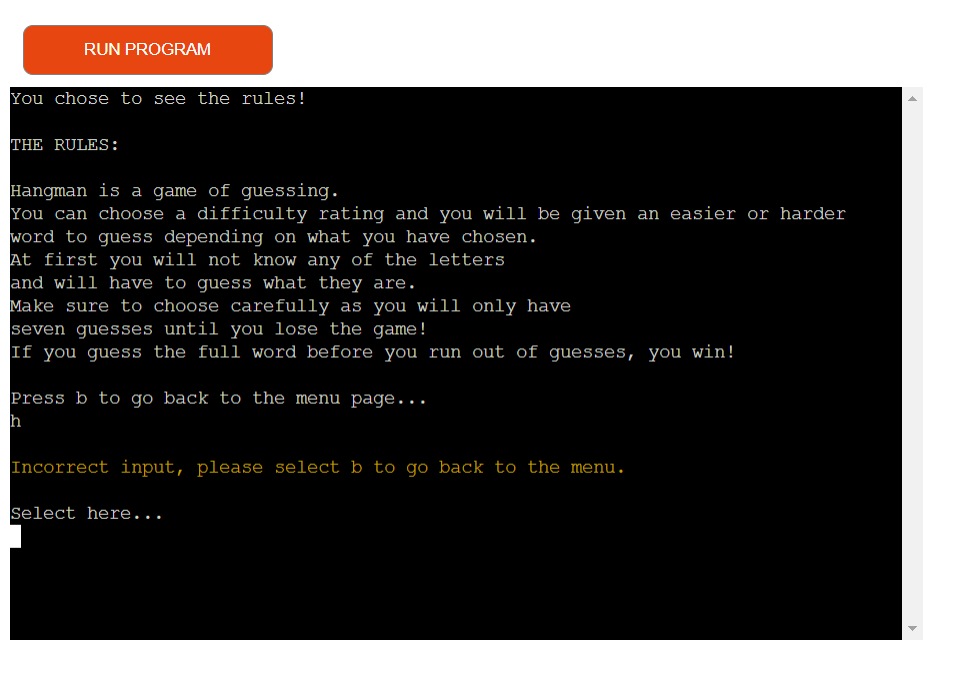 RUN PROGRAM
You chose to see the rules!
THE RULES:
Hangman is a game of guessing.
You can choose a difficulty rating and you will be given an easier or harder
word to guess depending on what you have chosen.
At first you will not know any of the letters
and will have to guess what they are.
Make sure to choose carefully as you will only have
seven guesses until you lose the game!
If you guess the full word before you run out of guesses, you win!
Press b to go back to the menu page...
h
Incorrect input, please select b to go back to the menu.
Select here...